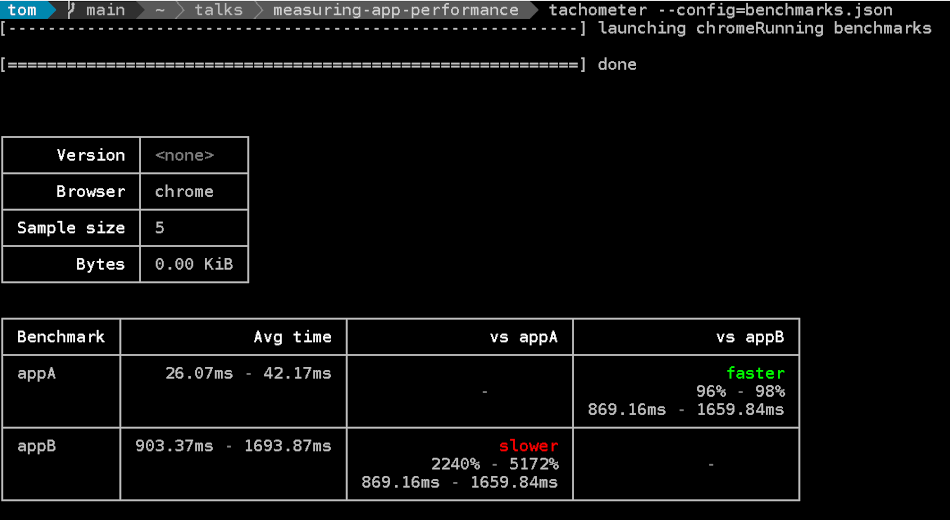 tom main ~ talks measuring-app-performance tachometer --config=benchmarks.json
[----------------------------------------------------------] launching chromeRunning benchmarks
[==========================================================] done
Version <none>
Browser chrome
Sample size 5
Bytes 0.00 KiB
Benchmark Avg time vs appA vs appB
appA 26.07ms - 42.17ms - faster
96% - 98%
869.16ms - 1659.84ms
appB 903.37ms - 1693.87ms slower -
2240% - 5172%
869.16ms - 1659.84ms